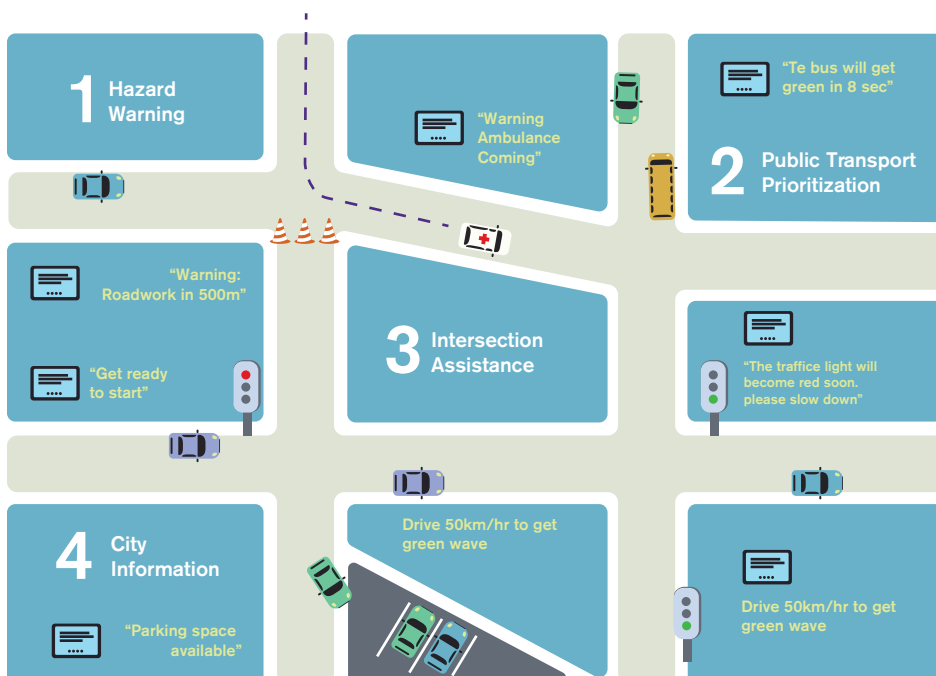 1 Hazard
Warning
"Warning
Ambulance
Coming"
"Te bus will get
green in 8 sec"
2 Public Transport
Prioritization
"Warning:
Roadwork in 500m"
"Get ready
to start"
3 Intersection
Assistance
"The traffice light will
become red soon.
please slow down"
4 City
Information
"Parking space
available"
Drive 50km/hr to get
green wave
Drive 50km/hr to get
green wave